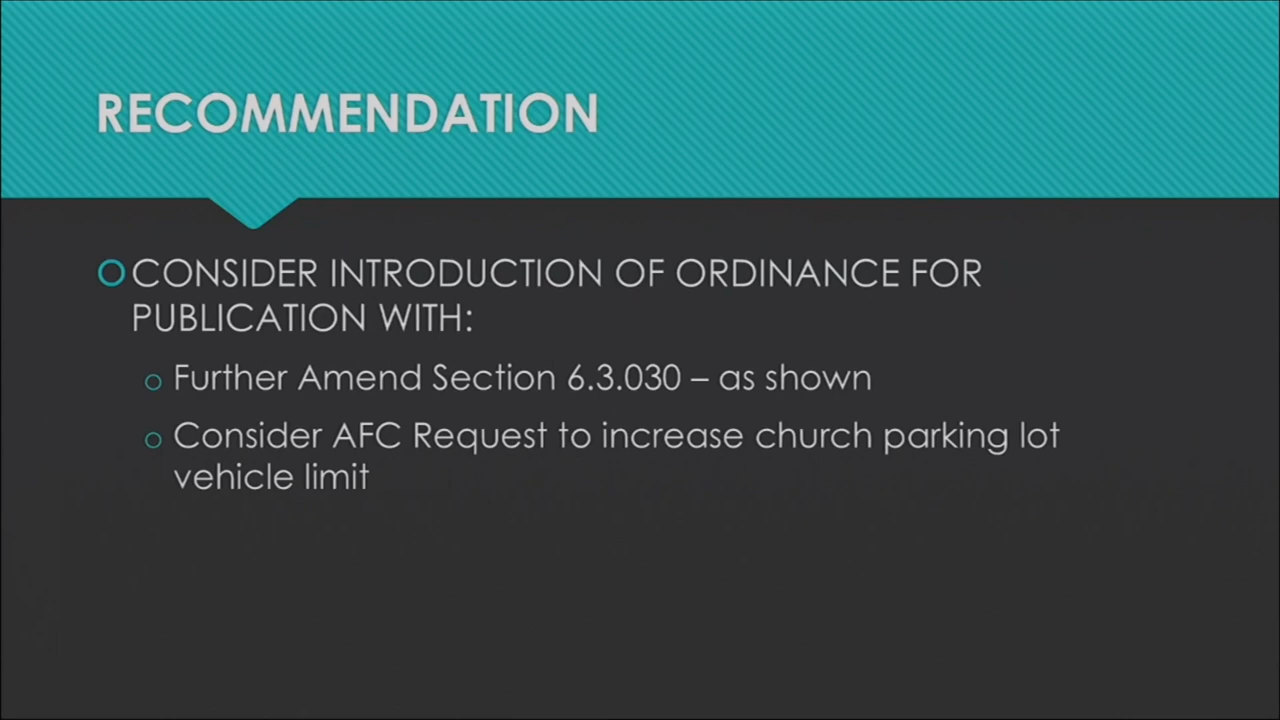 RECOMMENDATION
CONSIDER INTRODUCTION OF ORDINANCE FOR
PUBLICATION WITH:
Further Amend Section 6.3.030 – as shown
Consider AFC Request to increase church parking lot
vehicle limit